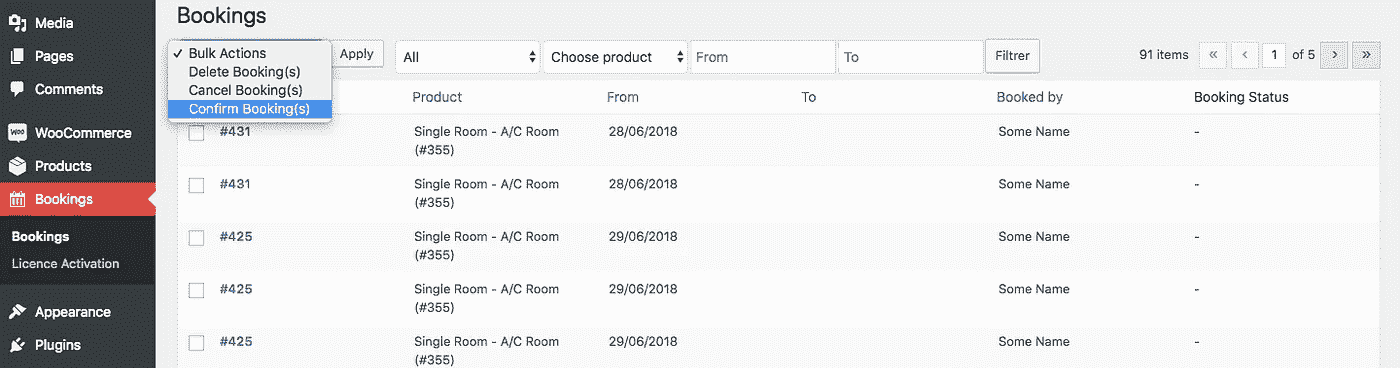 Media
Pages
Comments
WOO
WooCommerce
Products
Bookings
Bookings
Licence Activation
Appearance
Plugins
Bookings
✓ Bulk Actions
Delete Booking(s)
Cancel Booking(s)
Confirm Booking(s)
Apply
All
Choose product
From
To
Filtrer
91 items « ‹ 1 of 5 › »
Product From To Booked by Booking Status
#431 Single Room - A/C Room 28/06/2018 Some Name -
(#355)
#431 Single Room - A/C Room 28/06/2018 Some Name -
(#355)
#425 Single Room - A/C Room 29/06/2018 Some Name -
(#355)
#425 Single Room - A/C Room 29/06/2018 Some Name -
(#355)
#425 Single Room - A/C Room 29/06/2018 Some Name -
(#355)